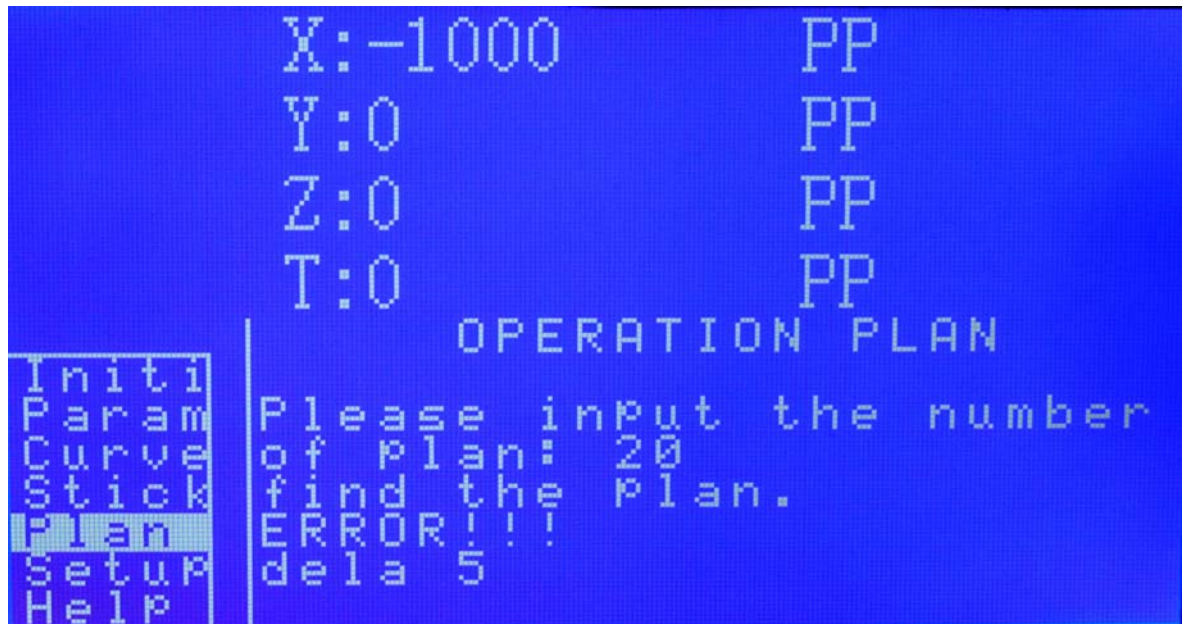 X:-1000 PP
Y:0 PP
Z:0 PP
T:0 PP
OPERATION PLAN
Initi
Param
Curve
Stick
Plan
Setup
Help
Please input the number
of plan: 20
find the plan.
ERROR!!!
dela 5